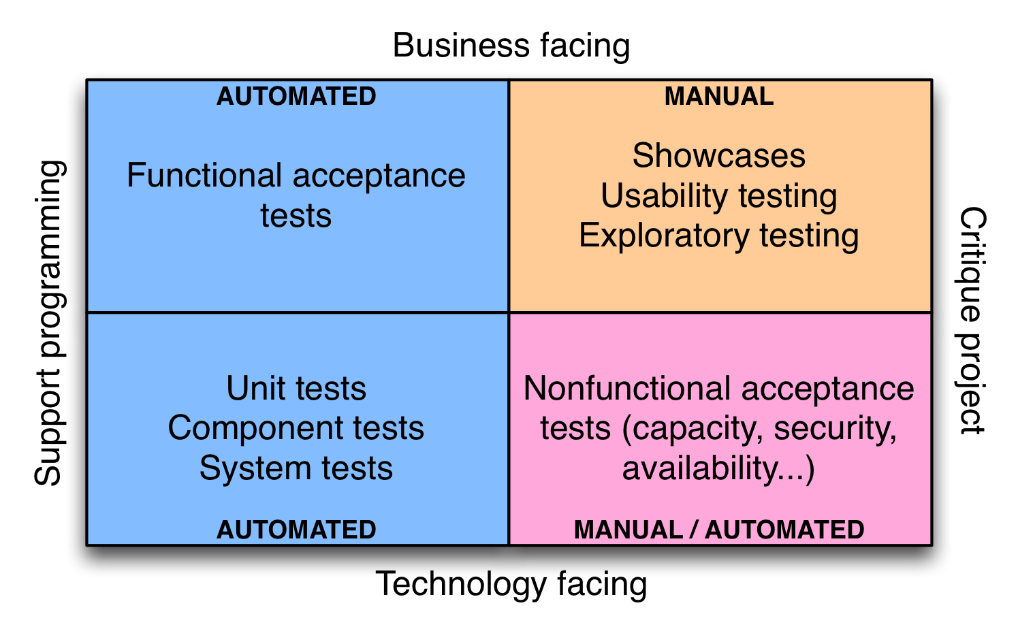 Business facing
AUTOMATED
Functional acceptance
tests
MANUAL
Showcases
Usability testing
Exploratory testing
Support programming
Critique project
Unit tests
Component tests
System tests
AUTOMATED
Nonfunctional acceptance
tests (capacity, security,
availability...)
MANUAL / AUTOMATED
Technology facing